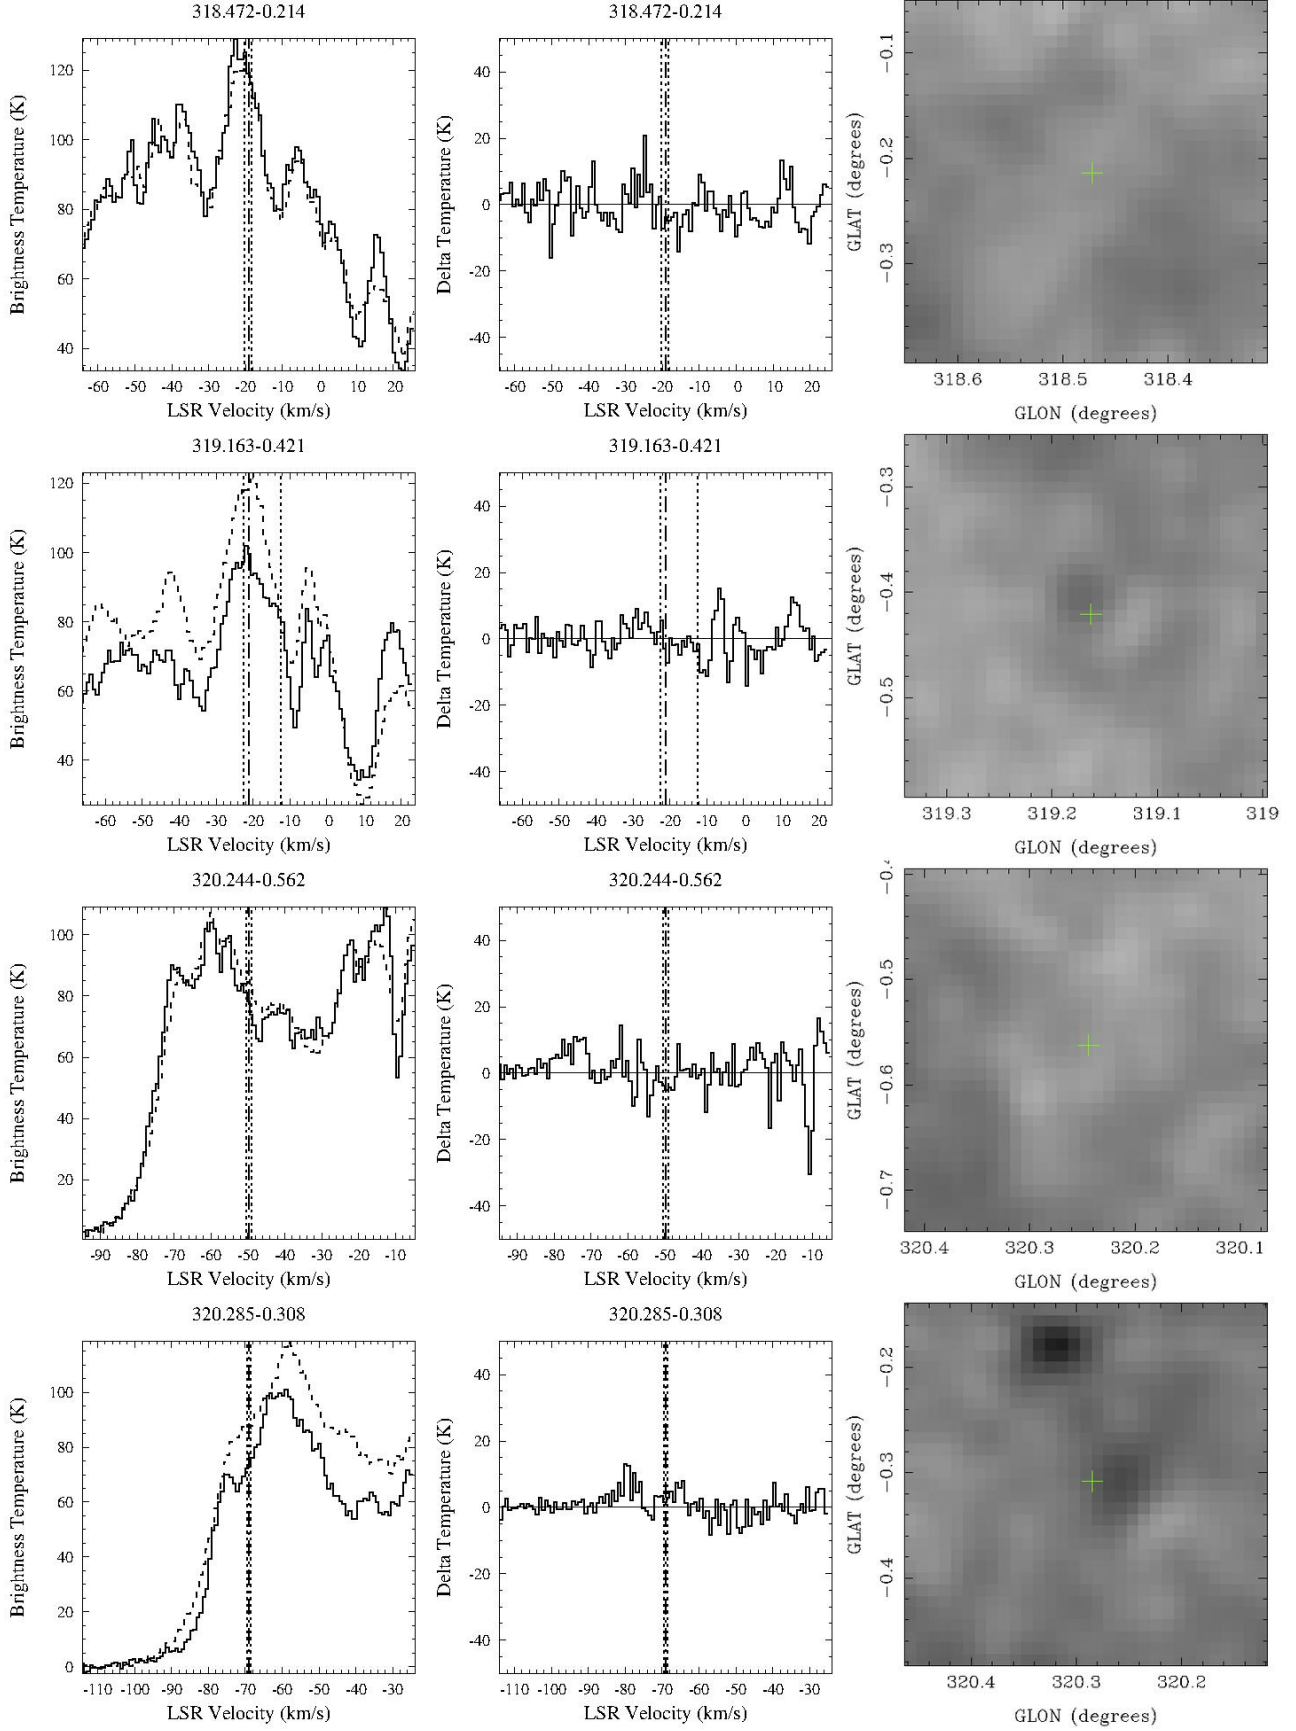 318.472-0.214
318.472-0.214
Brightness Temperature (K)
120
100
80
60
40
-60 -50 -40 -30 -20 -10 0 10 20
LSR Velocity (km/s)
Delta Temperature (K)
40
20
0
-20
-40
-60 -50 -40 -30 -20 -10 0 10 20
LSR Velocity (km/s)
GLAT (degrees)
-0.1
-0.2
-0.3
318.6 318.5 318.4
GLON (degrees)
319.163-0.421
319.163-0.421
Brightness Temperature (K)
120
100
80
60
40
-60 -50 -40 -30 -20 -10 0 10 20
LSR Velocity (km/s)
Delta Temperature (K)
40
20
0
-20
-40
-60 -50 -40 -30 -20 -10 0 10 20
LSR Velocity (km/s)
GLAT (degrees)
-0.3
-0.4
-0.5
319.3 319.2 319.1 319
GLON (degrees)
320.244-0.562
320.244-0.562
Brightness Temperature (K)
100
80
60
40
20
-90 -80 -70 -60 -50 -40 -30 -20 -10
LSR Velocity (km/s)
Delta Temperature (K)
40
20
0
-20
-40
-90 -80 -70 -60 -50 -40 -30 -20 -10
LSR Velocity (km/s)
GLAT (degrees)
-0.4
-0.5
-0.6
-0.7
320.4 320.3 320.2 320.1
GLON (degrees)
320.285-0.308
320.285-0.308
Brightness Temperature (K)
100
80
60
40
20
0
-110 -100 -90 -80 -70 -60 -50 -40 -30
LSR Velocity (km/s)
Delta Temperature (K)
40
20
0
-20
-40
-110 -100 -90 -80 -70 -60 -50 -40 -30
LSR Velocity (km/s)
GLAT (degrees)
-0.2
-0.3
-0.4
320.4 320.3 320.2
GLON (degrees)